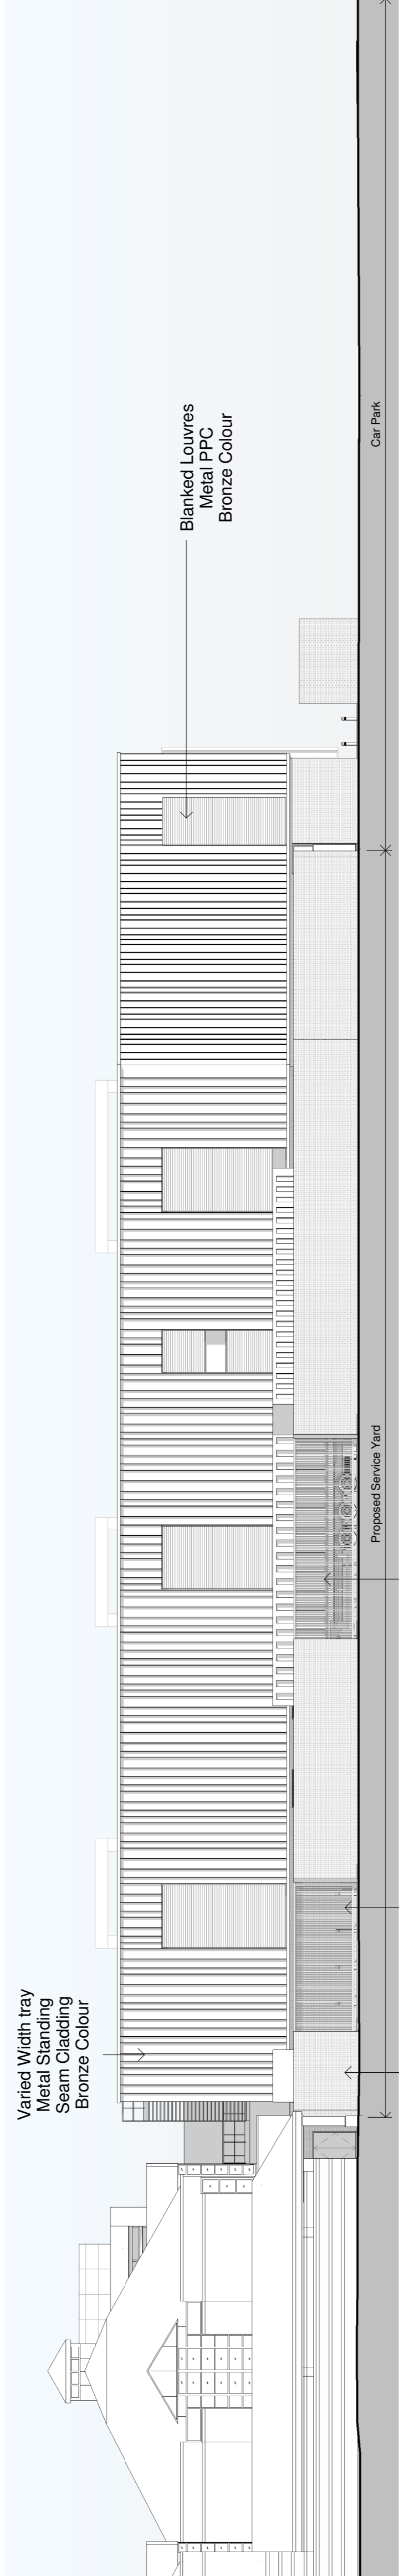 Varied Width tray
Metal Standing
Seam Cladding
Bronze Colour
Blanked Louvres
Metal PPC
Bronze Colour
Proposed Service Yard
Car Park